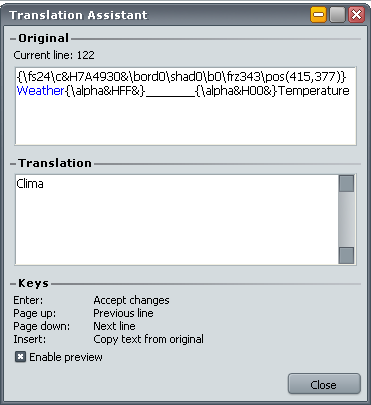 Translation Assistant
Original
Current line: 122
{\fs24\c&H7A4930&\bord0\shad0\b0\frz343\pos(415,377)}
Weather{\alpha&HFF&}________{\alpha&H00&}Temperature
Translation
Clima
Keys
Enter: Accept changes
Page up: Previous line
Page down: Next line
Insert: Copy text from original
Enable preview
Close